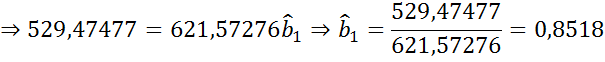 ⇒ 529,47477 = 621,57276b̂₁ ⇒ b̂₁ = 529,47477/621,57276 = 0,8518